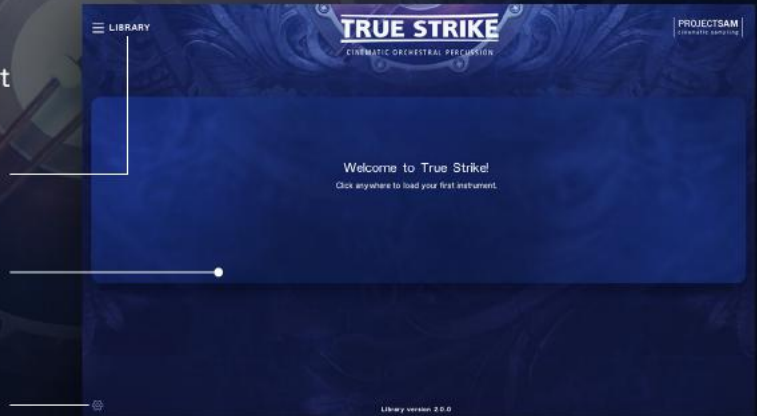 LIBRARY
TRUE STRIKE
CINEMATIC ORCHESTRAL PERCUSSION
PROJECTSAM
cinematic sampling
t
Welcome to True Strike!
Click anywhere to load your first instrument.
Library version 2.0.0